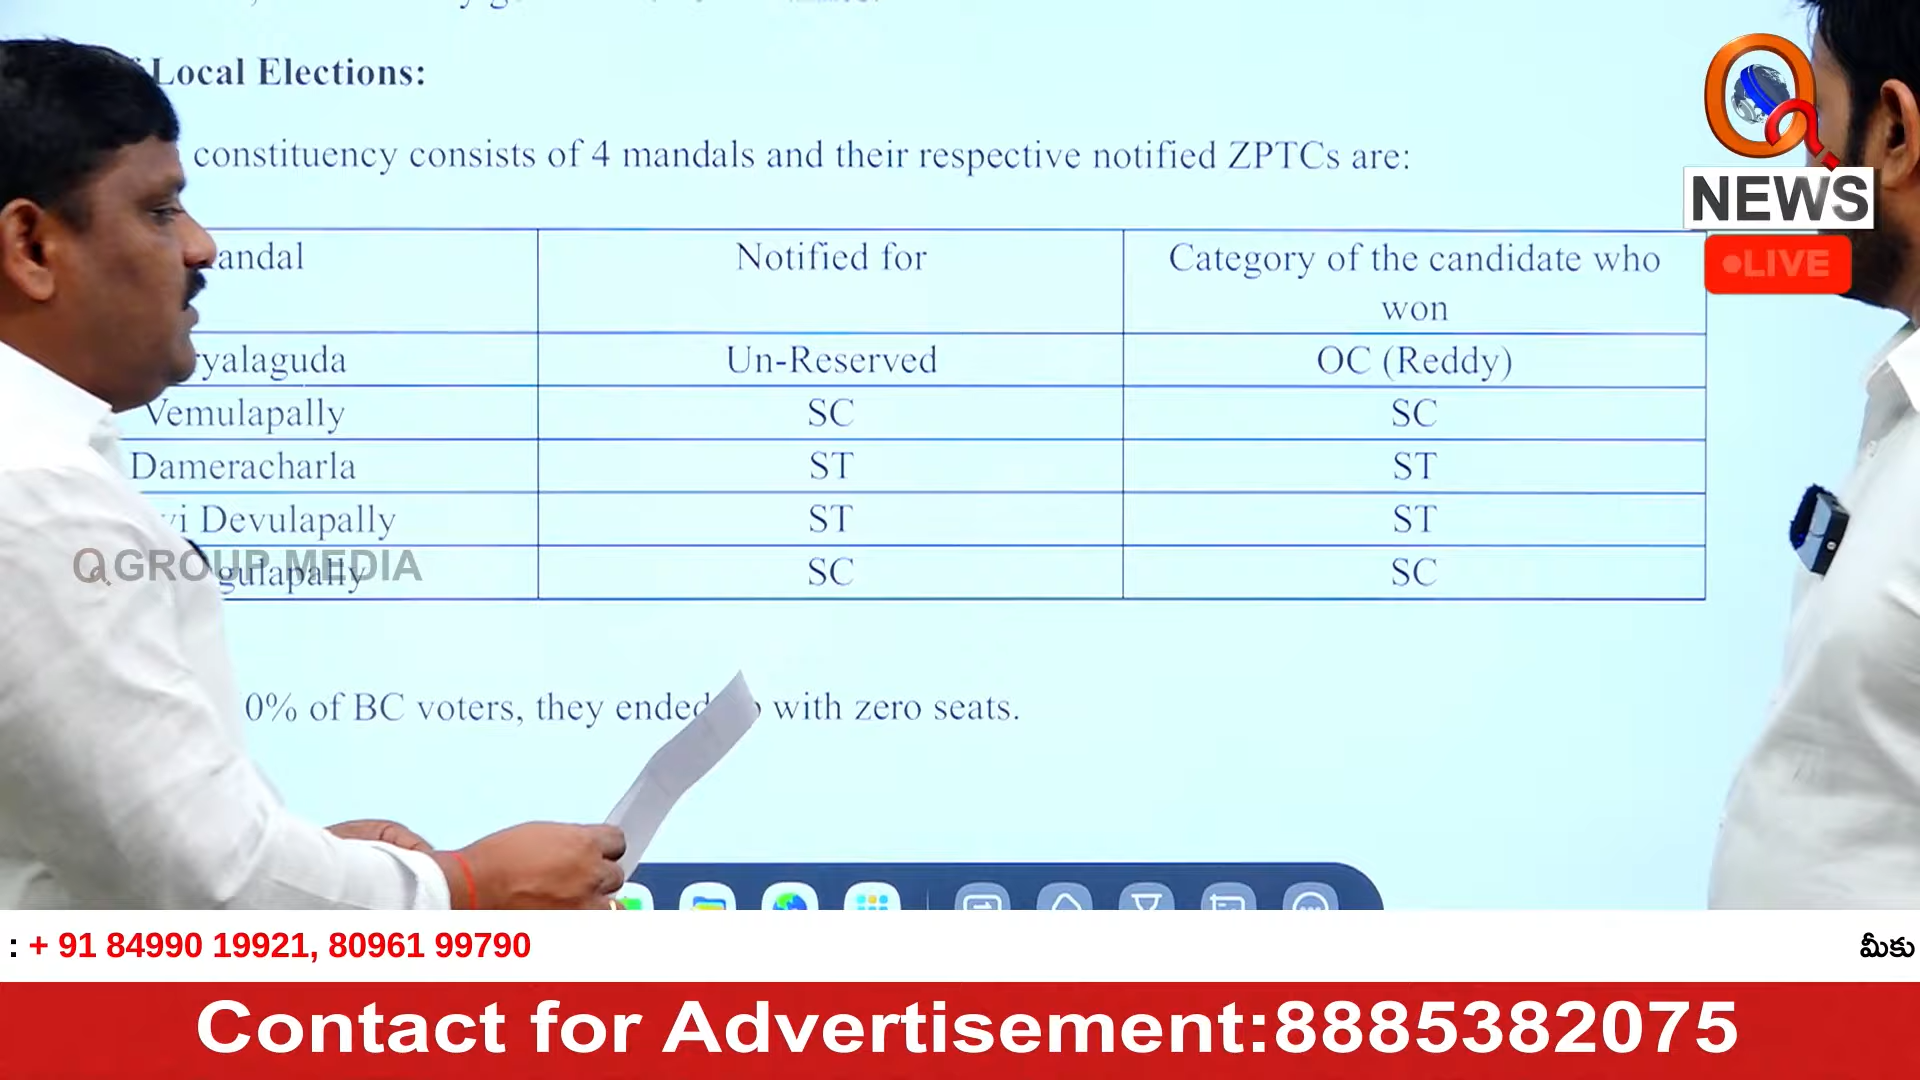 Local Elections:
constituency consists of 4 mandals and their respective notified ZPTCs are:
NEWS
LIVE
andal Notified for Category of the candidate who
won
ryalaguda Un-Reserved OC (Reddy)
Vemulapally SC SC
Dameracharla ST ST
vi Devulapally ST ST
gulapally SC SC
GROUP MEDIA
0% of BC voters, they ended with zero seats.
: + 91 84990 19921, 80961 99790 మీకు
Contact for Advertisement:8885382075